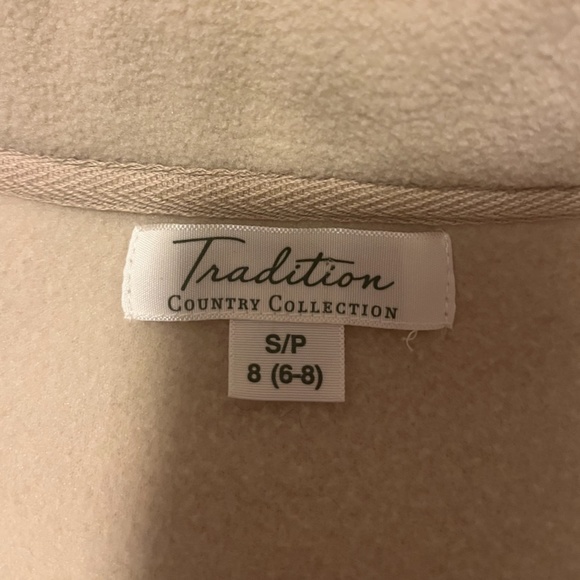 Tradition
COUNTRY COLLECTION
S/P
8 (6-8)